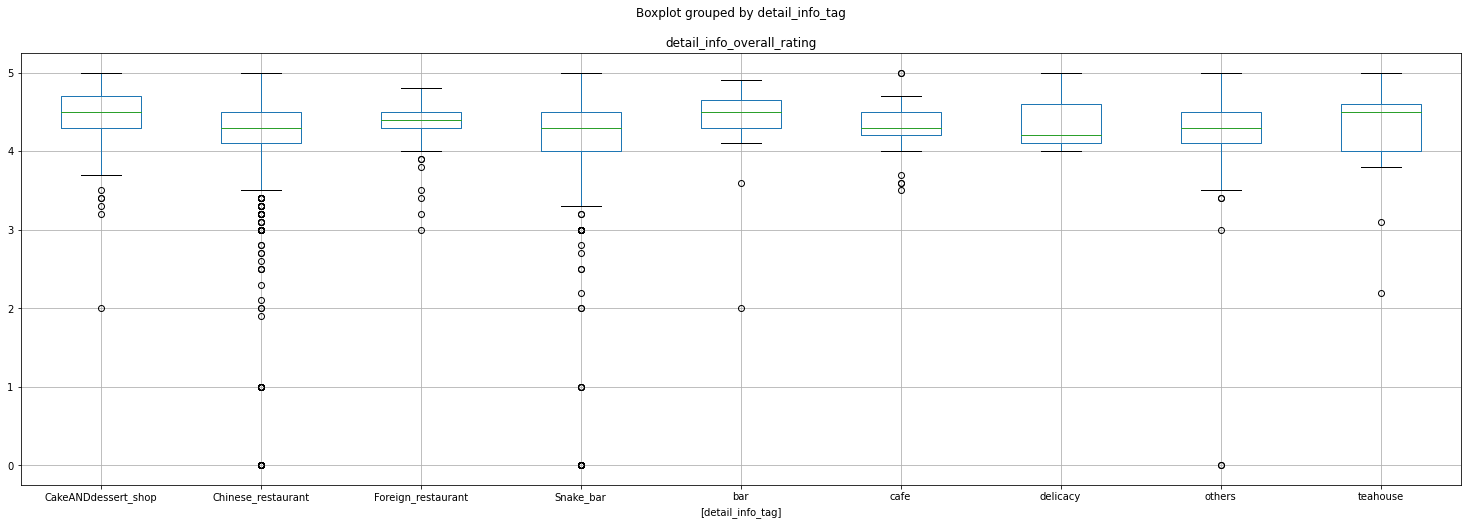 Boxplot grouped by detail_info_tag
detail_info_overall_rating
5
4
3
2
1
0
CakeANDdessert_shop Chinese_restaurant Foreign_restaurant Snake_bar bar cafe delicacy others teahouse
[detail_info_tag]